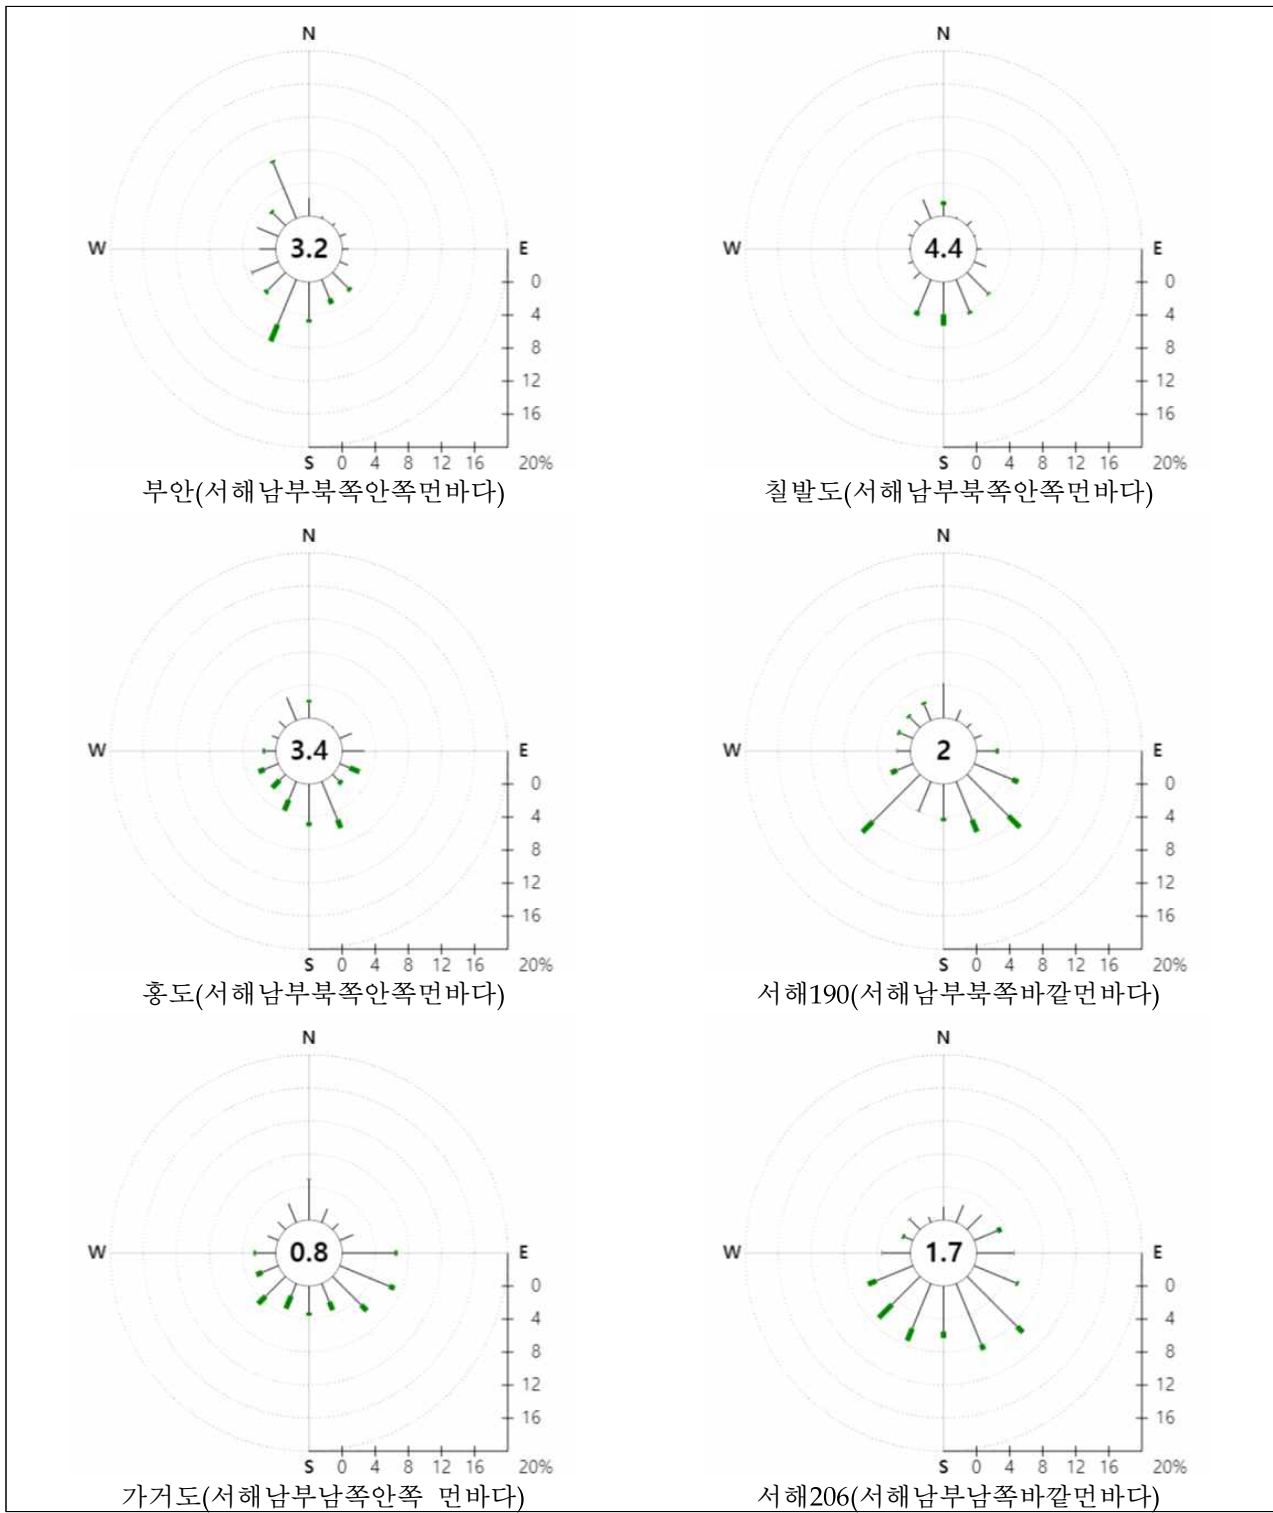 N
N
W
3.2
E
W
4.4
E
0
0
4
4
8
8
12
12
16
16
S 0 4 8 12 16 20%
S 0 4 8 12 16 20%
부안(서해남부북쪽안쪽먼바다)
칠발도(서해남부북쪽안쪽먼바다)
N
N
W
3.4
E
W
2
E
0
0
4
4
8
8
12
12
16
16
S 0 4 8 12 16 20%
S 0 4 8 12 16 20%
홍도(서해남부북쪽안쪽먼바다)
서해190(서해남부북쪽바깥먼바다)
N
N
W
0.8
E
W
1.7
E
0
0
4
4
8
8
12
12
16
16
S 0 4 8 12 16 20%
S 0 4 8 12 16 20%
가거도(서해남부남쪽안쪽 먼바다)
서해206(서해남부남쪽바깥먼바다)